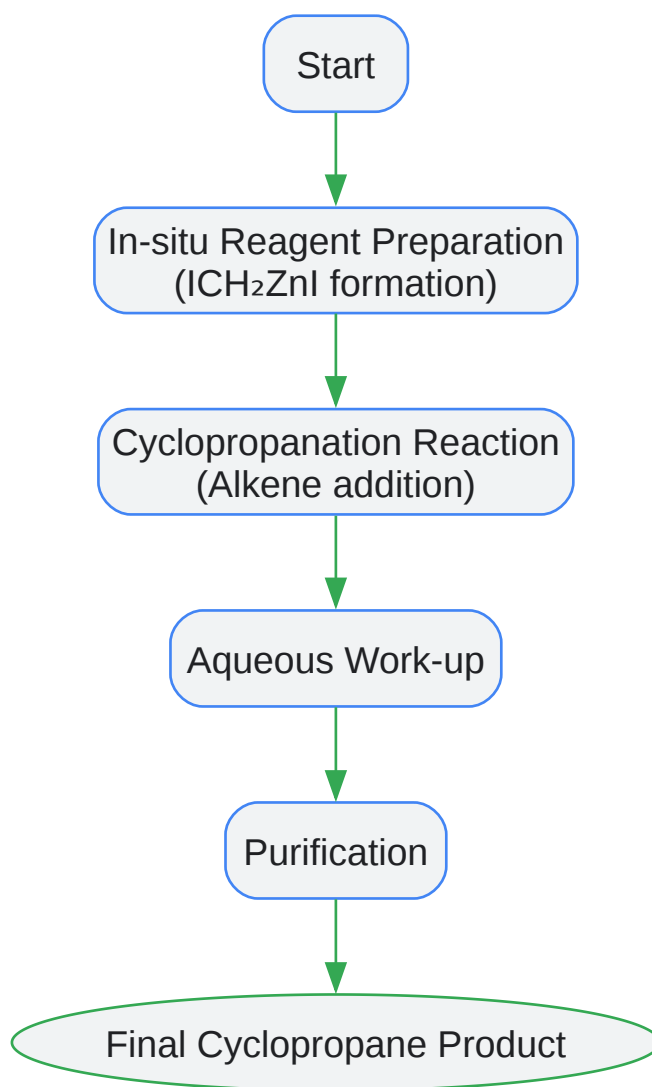 Start
In-situ Reagent Preparation
(ICH₂ZnI formation)
Cyclopropanation Reaction
(Alkene addition)
Aqueous Work-up
Purification
Final Cyclopropane Product